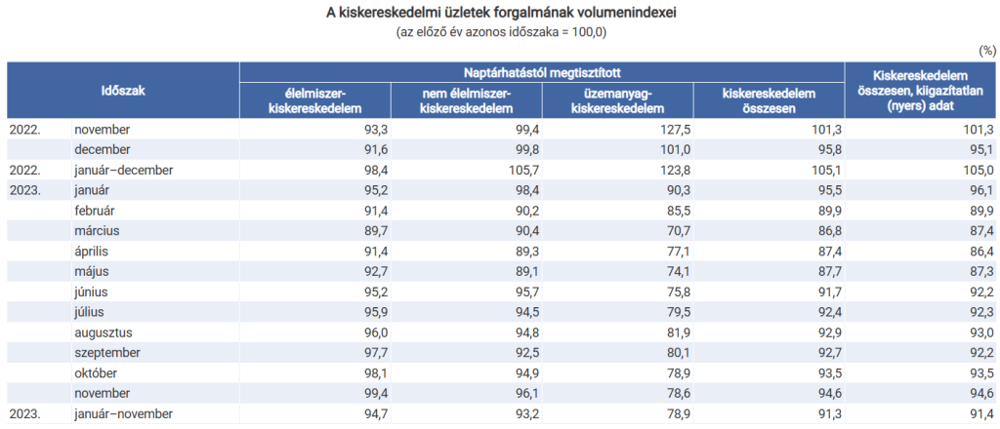 A kiskereskedelmi üzletek forgalmának volumenindexei
(az előző év azonos időszaka = 100,0)
(%)
Időszak Naptárhatástól megtisztított Kiskereskedelem összesen, kiigazítatlan (nyers) adat
élelmiszer-kiskereskedelem nem élelmiszer-kiskereskedelem üzemanyag-kiskereskedelem kiskereskedelem összesen
2022. november 93,3 99,4 127,5 101,3 101,3
december 91,6 99,8 101,0 95,8 95,1
2022. január–december 98,4 105,7 123,8 105,1 105,0
2023. január 95,2 98,4 90,3 95,5 96,1
február 91,4 90,2 85,5 89,9 89,9
március 89,7 90,4 70,7 86,8 87,4
április 91,4 89,3 77,1 87,4 86,4
május 92,7 89,1 74,1 87,7 87,3
június 95,2 95,7 75,8 91,7 92,2
július 95,9 94,5 79,5 92,4 92,3
augusztus 96,0 94,8 81,9 92,9 93,0
szeptember 97,7 92,5 80,1 92,7 92,2
október 98,1 94,9 78,9 93,5 93,5
november 99,4 96,1 78,6 94,6 94,6
2023. január–november 94,7 93,2 78,9 91,3 91,4